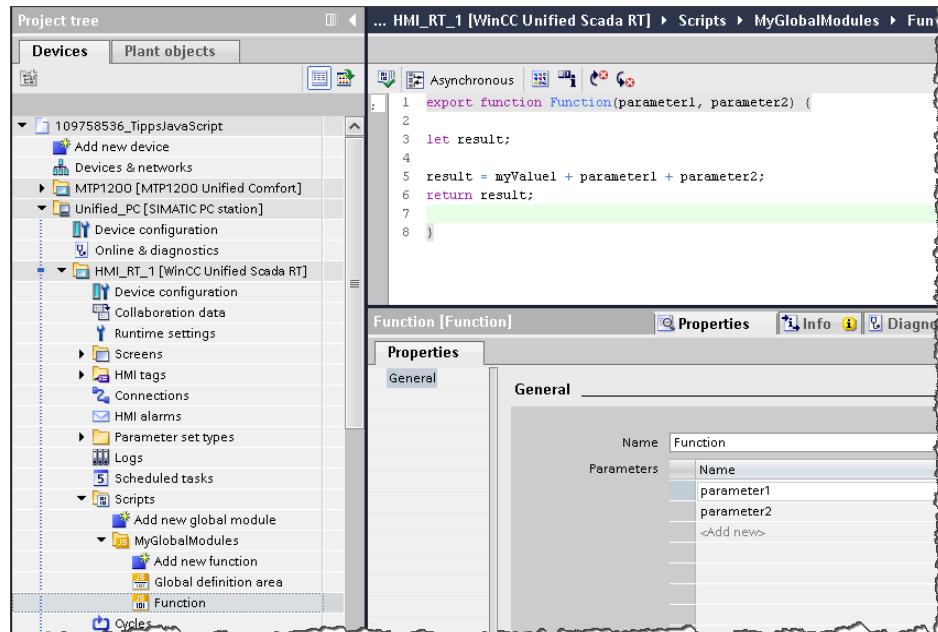 Project tree
Devices
Plant objects
109758536_TippsJavaScript
Add new device
Devices & networks
MTP1200 [MTP1200 Unified Comfort]
Unified_PC [SIMATIC PC station]
Device configuration
Online & diagnostics
HMI_RT_1 [WinCC Unified Scada RT]
Device configuration
Collaboration data
Runtime settings
Screens
HMI tags
Connections
HMI alarms
Parameter set types
Logs
Scheduled tasks
Scripts
Add new global module
MyGlobalModules
Add new function
Global definition area
Function
Cycles
... HMI_RT_1 [WinCC Unified Scada RT] ▸ Scripts ▸ MyGlobalModules ▸ Fun
Asynchronous
1 export function Function(parameter1, parameter2) {
2
3 let result;
4
5 result = myValue1 + parameter1 + parameter2;
6 return result;
7
8 }
Function [Function]
Properties
Info
Diagno
Properties
General
General
Name Function
Parameters Name
parameter1
parameter2
<Add new>